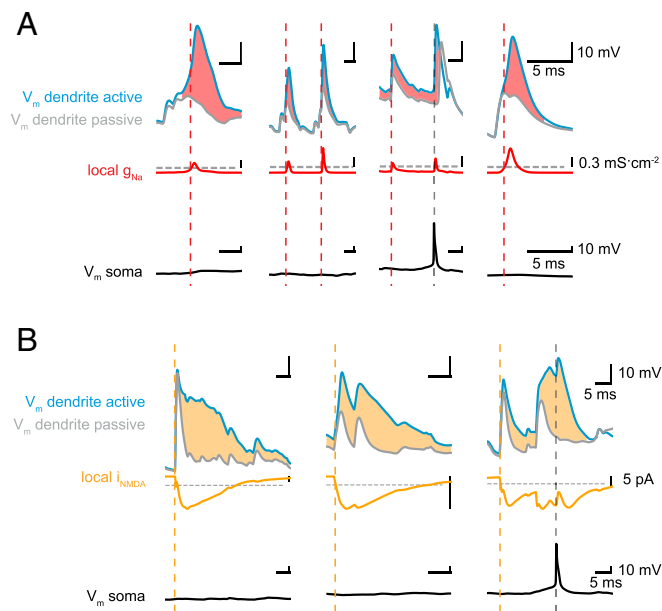 A
10 mV
5 ms
Vm dendrite active
Vm dendrite passive
local gNa
0.3 mS·cm-2
Vm soma
10 mV
5 ms
B
Vm dendrite active
Vm dendrite passive
10 mV
5 ms
local iNMDA
5 pA
Vm soma
10 mV
5 ms